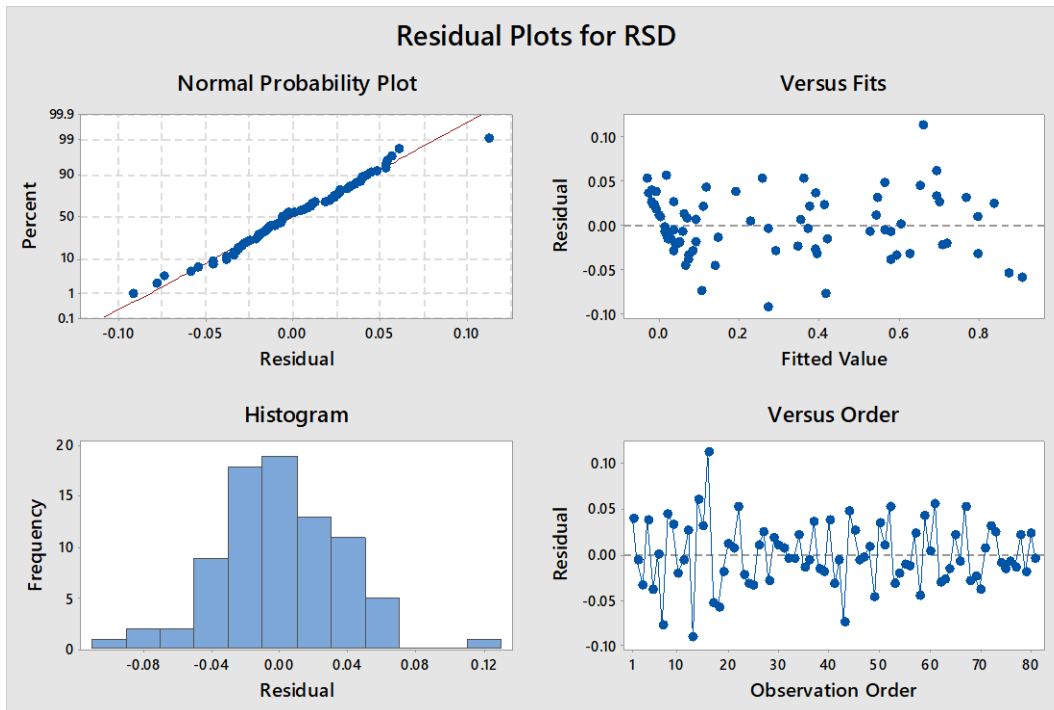 Residual Plots for RSD
Normal Probability Plot
Percent
99.9
99
90
50
10
1
0.1
-0.10 -0.05 0.00 0.05 0.10
Residual
Versus Fits
Residual
0.10
0.05
0.00
-0.05
-0.10
0.0 0.2 0.4 0.6 0.8
Fitted Value
Histogram
Frequency
20
15
10
5
0
-0.08 -0.04 0.00 0.04 0.08 0.12
Residual
Versus Order
Residual
0.10
0.05
0.00
-0.05
-0.10
1 10 20 30 40 50 60 70 80
Observation Order